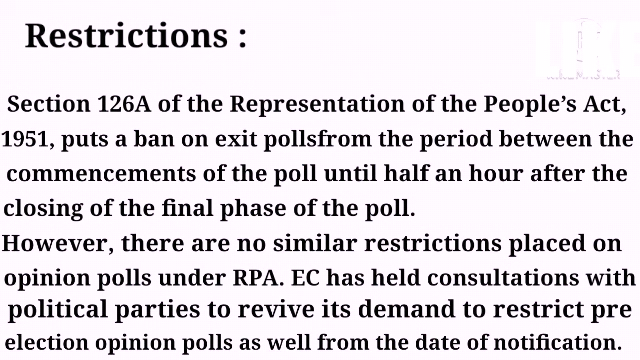 Restrictions :
Section 126A of the Representation of the People’s Act,
1951, puts a ban on exit pollsfrom the period between the
commencements of the poll until half an hour after the
closing of the final phase of the poll.
However, there are no similar restrictions placed on
opinion polls under RPA. EC has held consultations with
political parties to revive its demand to restrict pre
election opinion polls as well from the date of notification.